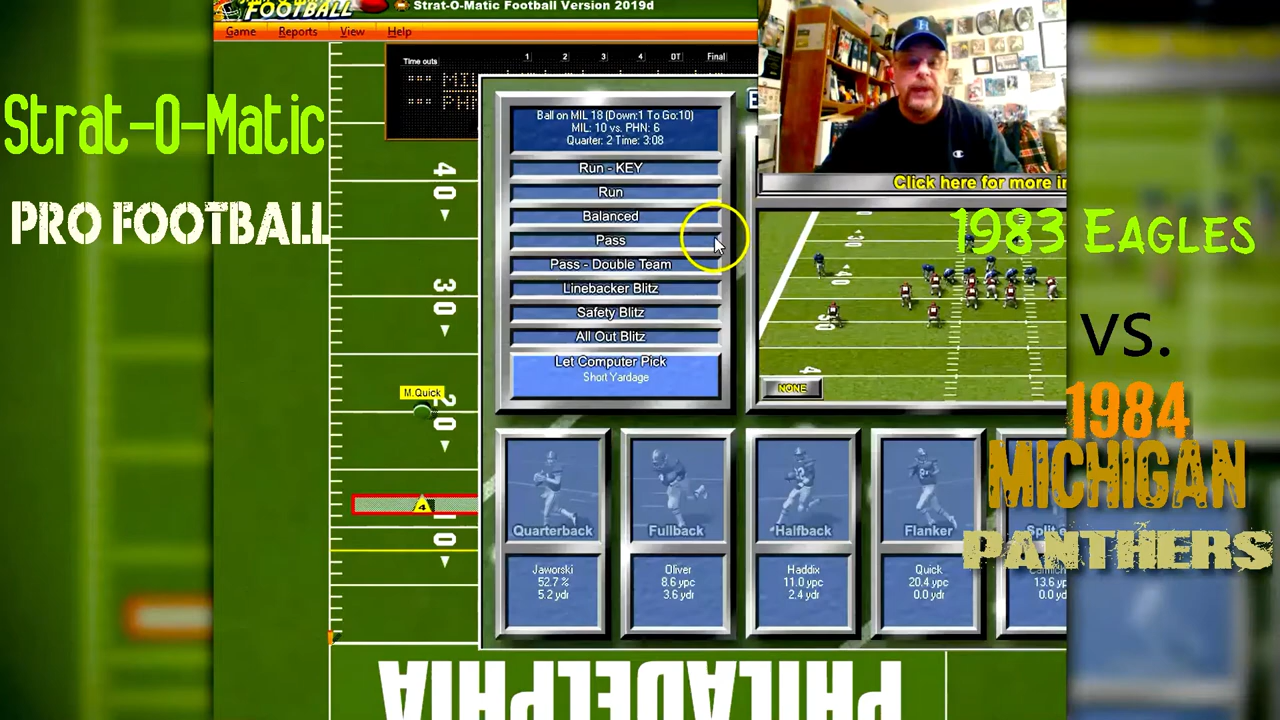 FOOTBALL
Strat-O-Matic Football Version 2019d
Game Reports View Help
Time outs 1 2 3 4 OT Final
MI
PH
Strat-O-Matic
PRO FOOTBALL
Ball on MIL 18 (Down:1 To Go:10)
MIL: 10 vs. PHN: 6
Quarter: 2 Time: 3:08
Run - KEY
Run
Balanced
Pass
Pass - Double Team
Linebacker Blitz
Safety Blitz
All Out Blitz
Let Computer Pick
Short Yardage
Click here for more in
NONE
1983 EAGLES
VS.
1984
MICHIGAN
PANTHERS
40
30
M.Quick
20
4
10
Quarterback
Fullback
Halfback
Flanker
Split
Jaworski
52.7 %
5.2 ydr
Oliver
8.6 ypc
3.6 ydr
Haddix
11.0 ypc
2.4 ydr
Quick
20.4 ypc
0.0 ydr
13.6 yp
0.0 yd
PHILADELPHIA